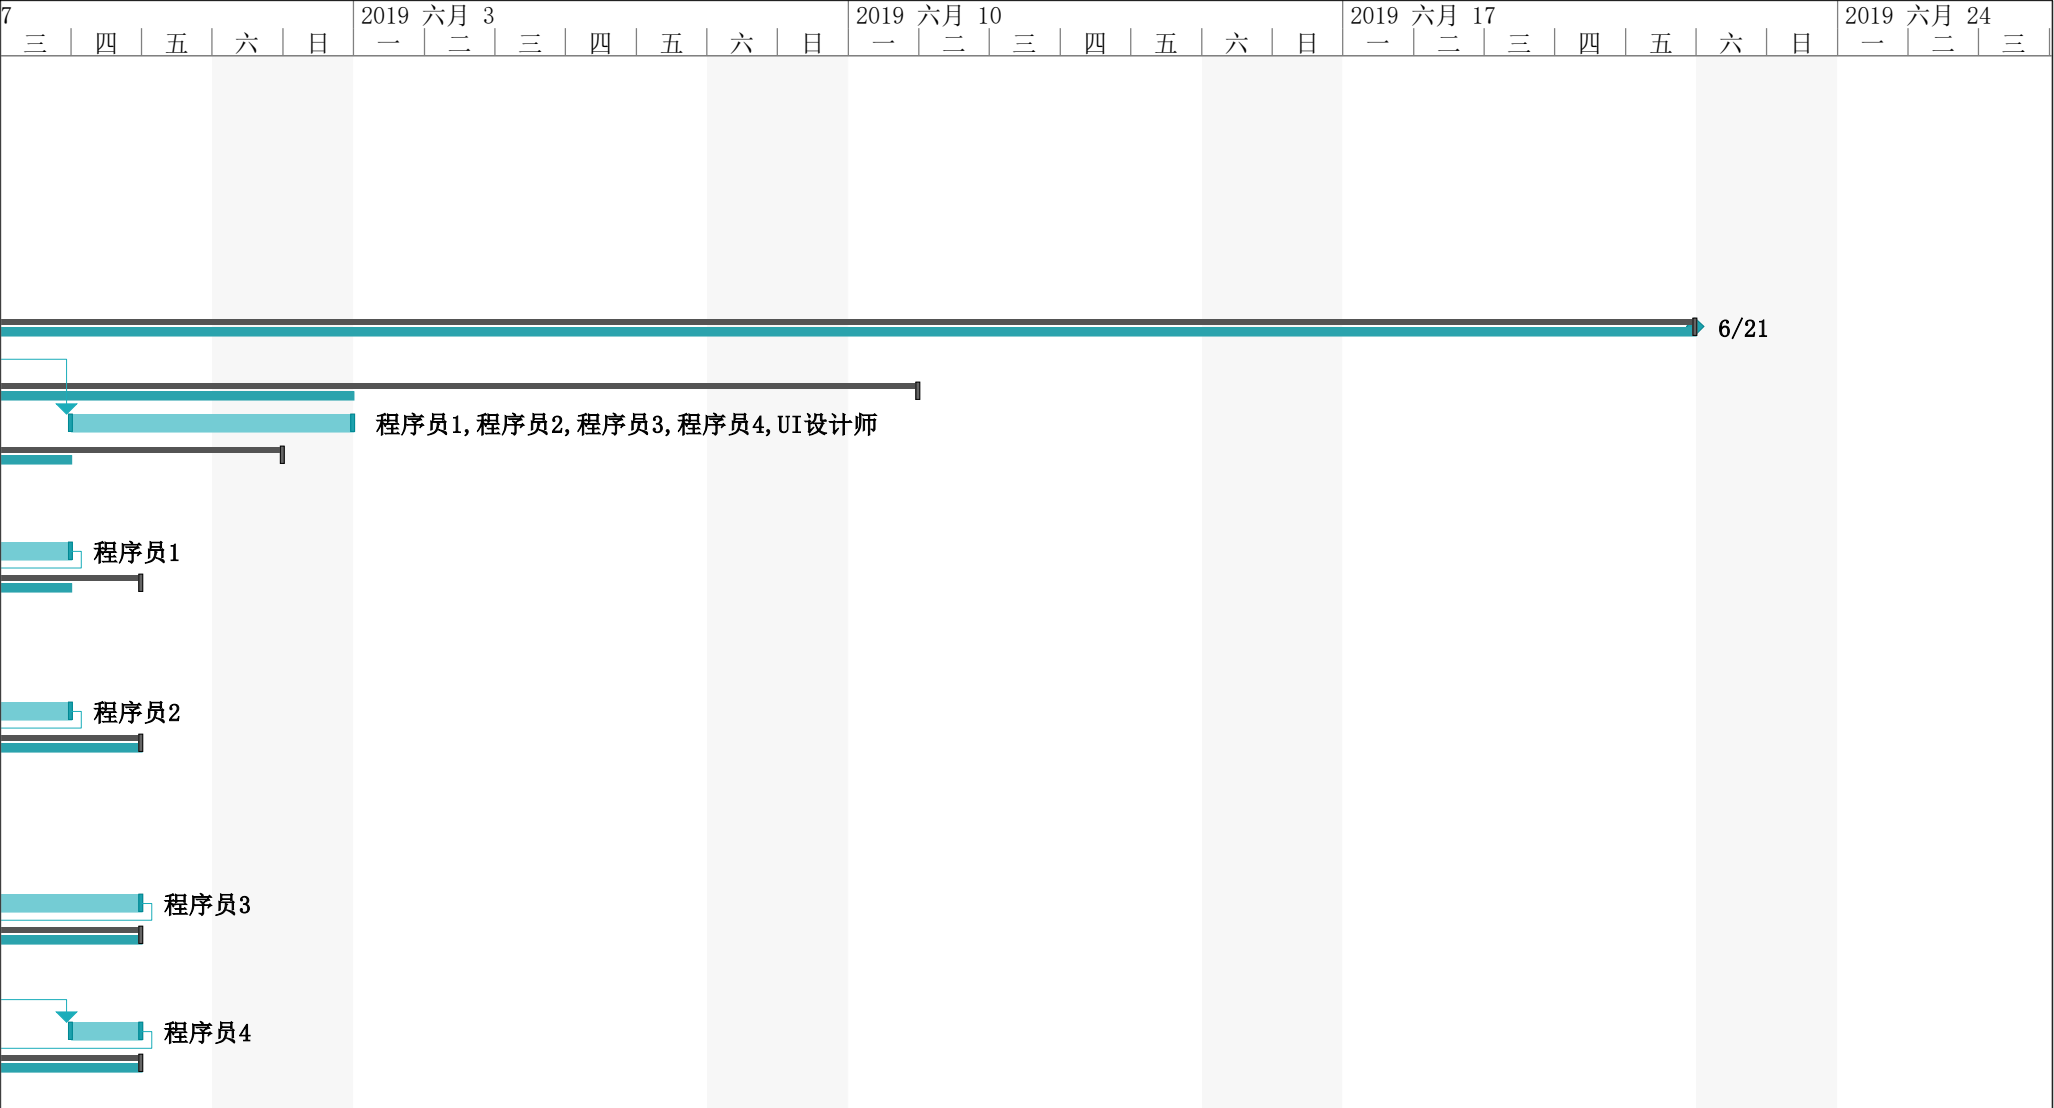 7 2019 六月 3 2019 六月 10 2019 六月 17 2019 六月 24
三 四 五 六 日 一 二 三 四 五 六 日 一 二 三 四 五 六 日 一 二 三 四 五 六 日 一 二 三
6/21
程序员1,程序员2,程序员3,程序员4,UI设计师
程序员1
程序员2
程序员3
程序员4